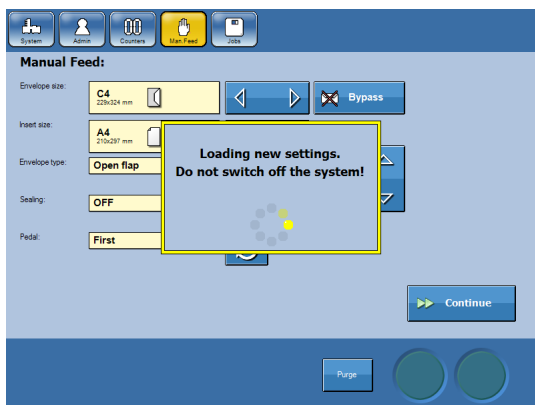 System
Admin
Counters
Man.Feed
Jobs
Manual Feed:
Envelope size:
C4
229x324 mm
Bypass
Insert size:
A4
210x297 mm
Loading new settings.
Do not switch off the system!
Envelope type:
Open flap
Sealing:
OFF
Pedal:
First
Continue
Purge